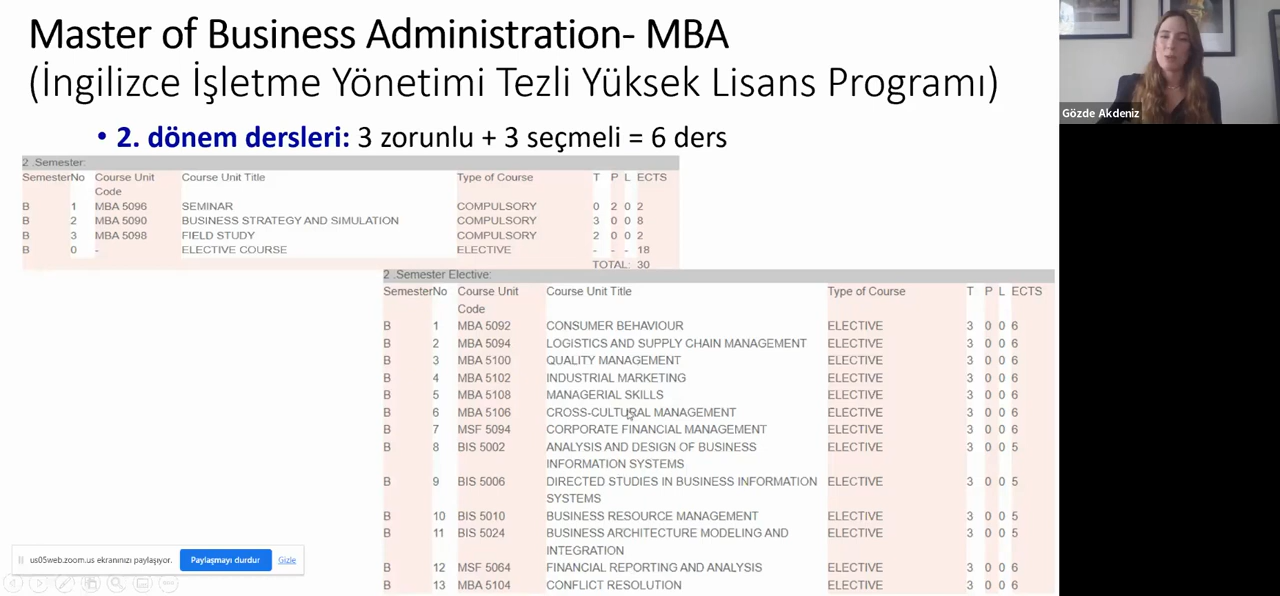 Master of Business Administration- MBA
(İngilizce İşletme Yönetimi Tezli Yüksek Lisans Programı)
Gözde Akdeniz
• 2. dönem dersleri: 3 zorunlu + 3 seçmeli = 6 ders
2 .Semester:
Semester No Course Unit Code Course Unit Title Type of Course T P L ECTS
B 1 MBA 5096 SEMINAR COMPULSORY 0 2 0 2
B 2 MBA 5090 BUSINESS STRATEGY AND SIMULATION COMPULSORY 3 0 0 8
B 3 MBA 5098 FIELD STUDY COMPULSORY 2 0 0 2
B 0 - ELECTIVE COURSE ELECTIVE - - - 18
TOTAL: 30
2 .Semester Elective:
Semester No Course Unit Code Course Unit Title Type of Course T P L ECTS
B 1 MBA 5092 CONSUMER BEHAVIOUR ELECTIVE 3 0 0 6
B 2 MBA 5094 LOGISTICS AND SUPPLY CHAIN MANAGEMENT ELECTIVE 3 0 0 6
B 3 MBA 5100 QUALITY MANAGEMENT ELECTIVE 3 0 0 6
B 4 MBA 5102 INDUSTRIAL MARKETING ELECTIVE 3 0 0 6
B 5 MBA 5108 MANAGERIAL SKILLS ELECTIVE 3 0 0 6
B 6 MBA 5106 CROSS-CULTURAL MANAGEMENT ELECTIVE 3 0 0 6
B 7 MSF 5094 CORPORATE FINANCIAL MANAGEMENT ELECTIVE 3 0 0 6
B 8 BIS 5002 ANALYSIS AND DESIGN OF BUSINESS INFORMATION SYSTEMS ELECTIVE 3 0 0 5
B 9 BIS 5006 DIRECTED STUDIES IN BUSINESS INFORMATION SYSTEMS ELECTIVE 3 0 0 5
B 10 BIS 5010 BUSINESS RESOURCE MANAGEMENT ELECTIVE 3 0 0 5
B 11 BIS 5024 BUSINESS ARCHITECTURE MODELING AND INTEGRATION ELECTIVE 3 0 0 5
B 12 MSF 5064 FINANCIAL REPORTING AND ANALYSIS ELECTIVE 3 0 0 6
B 13 MBA 5104 CONFLICT RESOLUTION ELECTIVE 3 0 0 6
us05web.zoom.us ekranınızı paylaşıyor. Paylaşmayı durdur Gizle